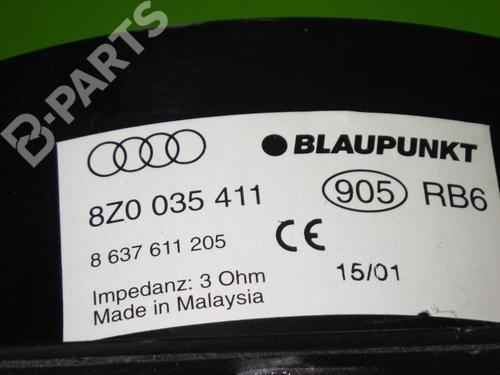 B-PARTS
BLAUPUNKT
8Z0 035 411
905 RB6
8 637 611 205
CE
15/01
Impedanz: 3 Ohm
Made in Malaysia